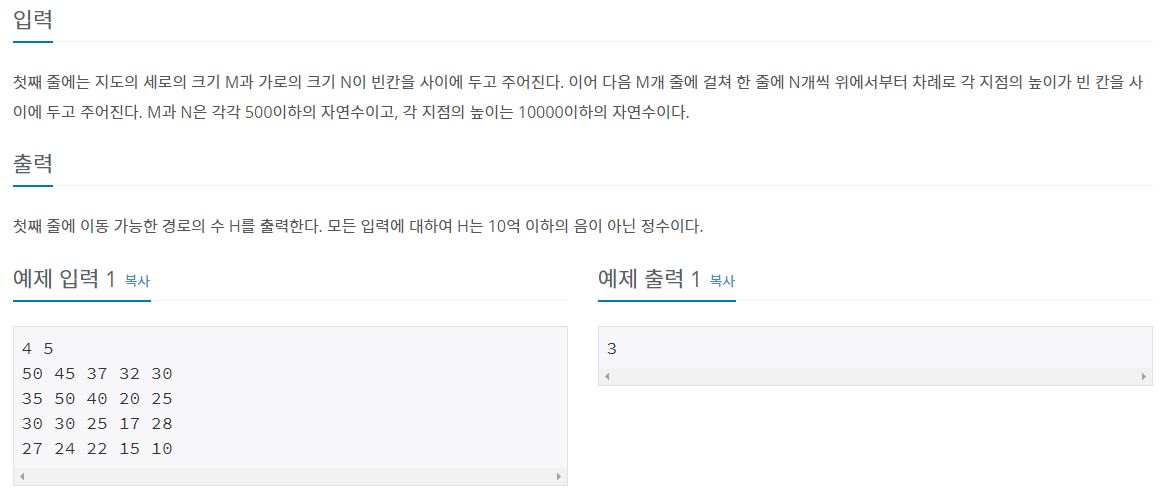 입력
첫째 줄에는 지도의 세로의 크기 M과 가로의 크기 N이 빈칸을 사이에 두고 주어진다. 이어 다음 M개 줄에 걸쳐 한 줄에 N개씩 위에서부터 차례로 각 지점의 높이가 빈 칸을 사
이에 두고 주어진다. M과 N은 각각 500이하의 자연수이고, 각 지점의 높이는 10000이하의 자연수이다.
출력
첫째 줄에 이동 가능한 경로의 수 H를 출력한다. 모든 입력에 대하여 H는 10억 이하의 음이 아닌 정수이다.
예제 입력 1 복사
4 5
50 45 37 32 30
35 50 40 20 25
30 30 25 17 28
27 24 22 15 10
예제 출력 1 복사
3